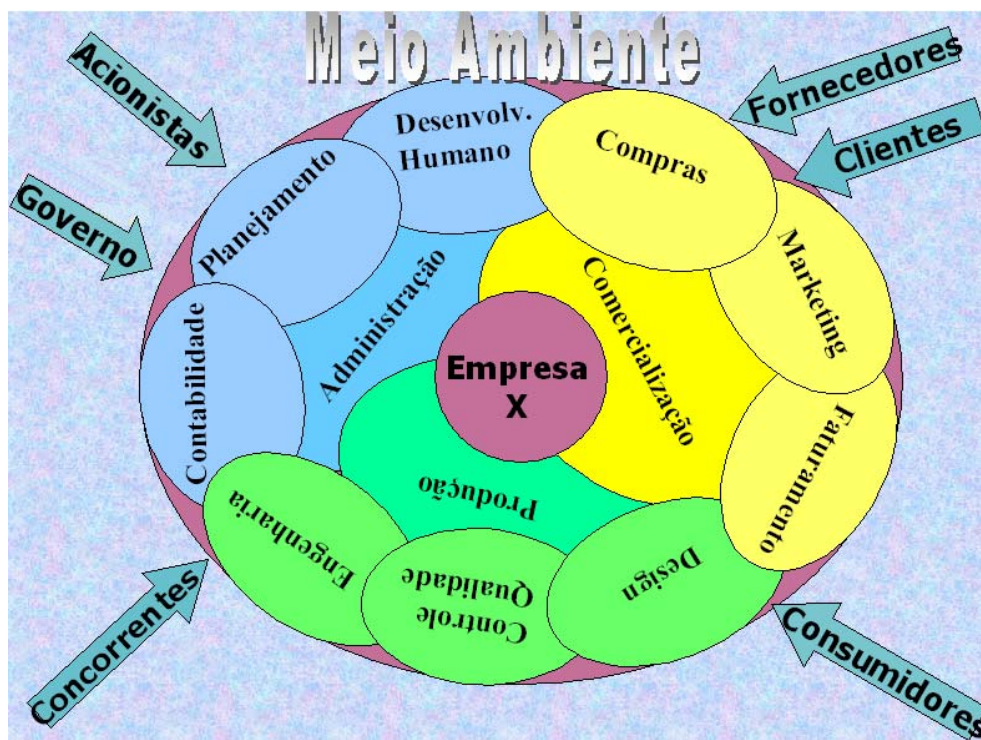 Meio Ambiente
Acionistas
Fornecedores
Clientes
Governo
Desenvolv.
Humano
Compras
Planejamento
Marketing
Administração
Comercialização
Contabilidade
Empresa
X
Faturamento
Produção
Engenharia
Controle
Qualidade
Design
Concorrentes
Consumidores